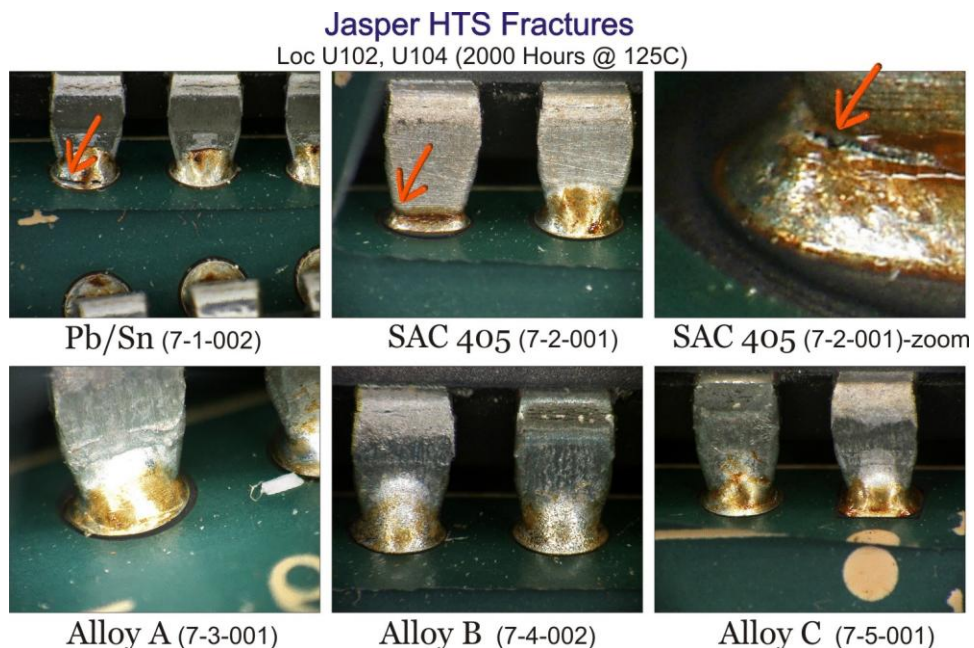 Jasper HTS Fractures
Loc U102, U104 (2000 Hours @ 125C)
Pb/Sn (7-1-002)
SAC 405 (7-2-001)
SAC 405 (7-2-001)-zoom
Alloy A (7-3-001)
Alloy B (7-4-002)
Alloy C (7-5-001)